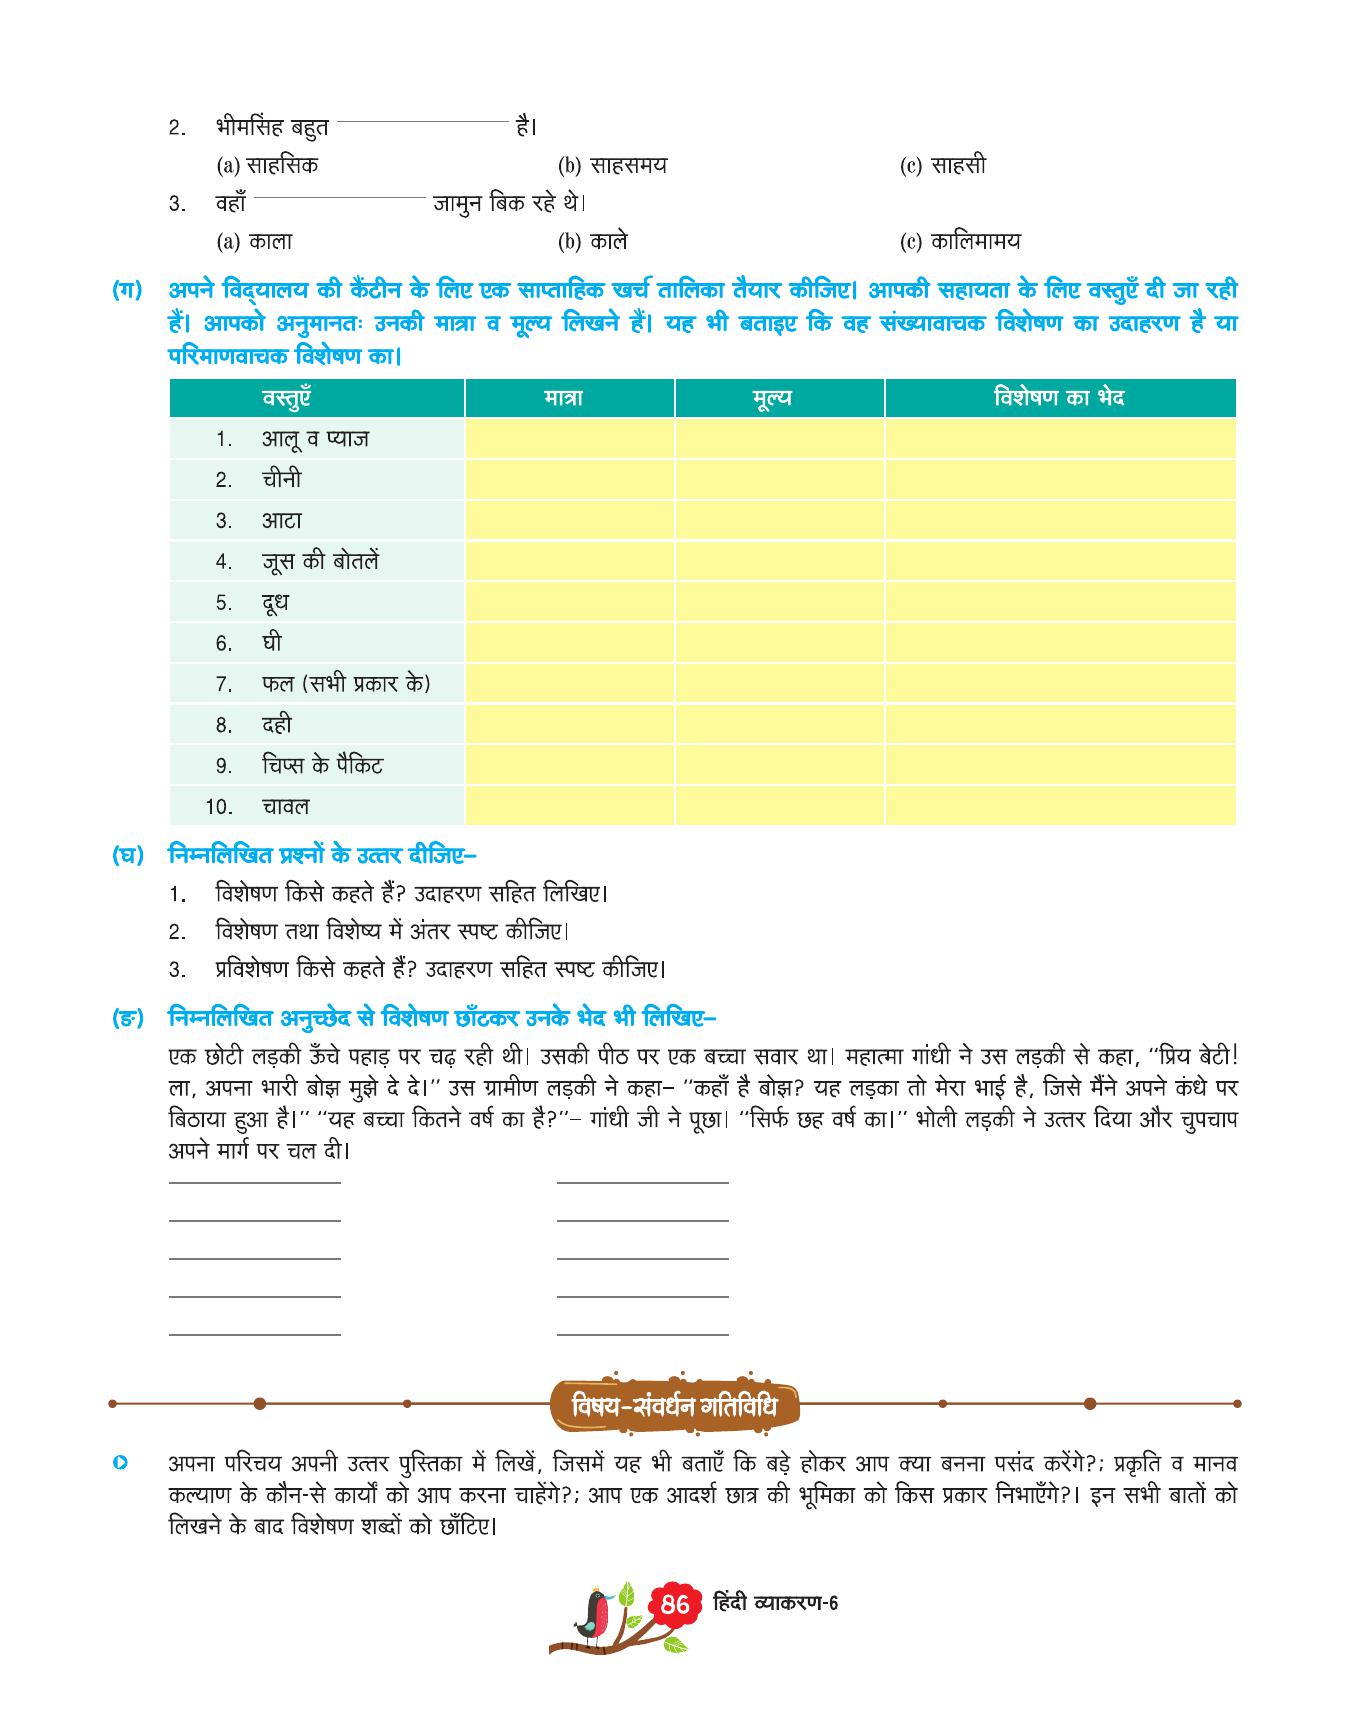 2. भीमसिंह बहुत ____________ है।
(a) साहसिक (b) साहसमय (c) साहसी
3. वहाँ ____________ जामुन बिक रहे थे।
(a) काला (b) काले (c) कालिमामय
(ग) अपने विद्यालय की कैंटीन के लिए एक साप्ताहिक खर्च तालिका तैयार कीजिए। आपकी सहायता के लिए वस्तुएँ दी जा रही
हैं। आपको अनुमानतः उनकी मात्रा व मूल्य लिखने हैं। यह भी बताइए कि वह संख्यावाचक विशेषण का उदाहरण है या
परिमाणवाचक विशेषण का।
वस्तुएँ मात्रा मूल्य विशेषण का भेद
1. आलू व प्याज
2. चीनी
3. आटा
4. जूस की बोतलें
5. दूध
6. घी
7. फल (सभी प्रकार के)
8. दही
9. चिप्स के पैकिट
10. चावल
(घ) निम्नलिखित प्रश्नों के उत्तर दीजिए–
1. विशेषण किसे कहते हैं? उदाहरण सहित लिखिए।
2. विशेषण तथा विशेष्य में अंतर स्पष्ट कीजिए।
3. प्रविशेषण किसे कहते हैं? उदाहरण सहित स्पष्ट कीजिए।
(ङ) निम्नलिखित अनुच्छेद से विशेषण छाँटकर उनके भेद भी लिखिए–
एक छोटी लड़की ऊँचे पहाड़ पर चढ़ रही थी। उसकी पीठ पर एक बच्चा सवार था। महात्मा गांधी ने उस लड़की से कहा, “प्रिय बेटी!
ला, अपना भारी बोझ मुझे दे दे।” उस ग्रामीण लड़की ने कहा– “कहाँ है बोझ? यह लड़का तो मेरा भाई है, जिसे मैंने अपने कंधे पर
बिठाया हुआ है।” “यह बच्चा कितने वर्ष का है?”– गांधी जी ने पूछा। “सिर्फ छह वर्ष का।” भोली लड़की ने उत्तर दिया और चुपचाप
अपने मार्ग पर चल दी।
विषय–संवर्धन गतिविधि
अपना परिचय अपनी उत्तर पुस्तिका में लिखें, जिसमें यह भी बताएँ कि बड़े होकर आप क्या बनना पसंद करेंगे?; प्रकृति व मानव
कल्याण के कौन-से कार्यों को आप करना चाहेंगे?; आप एक आदर्श छात्र की भूमिका को किस प्रकार निभाएँगे?। इन सभी बातों को
लिखने के बाद विशेषण शब्दों को छाँटिए।
86 हिंदी व्याकरण-6